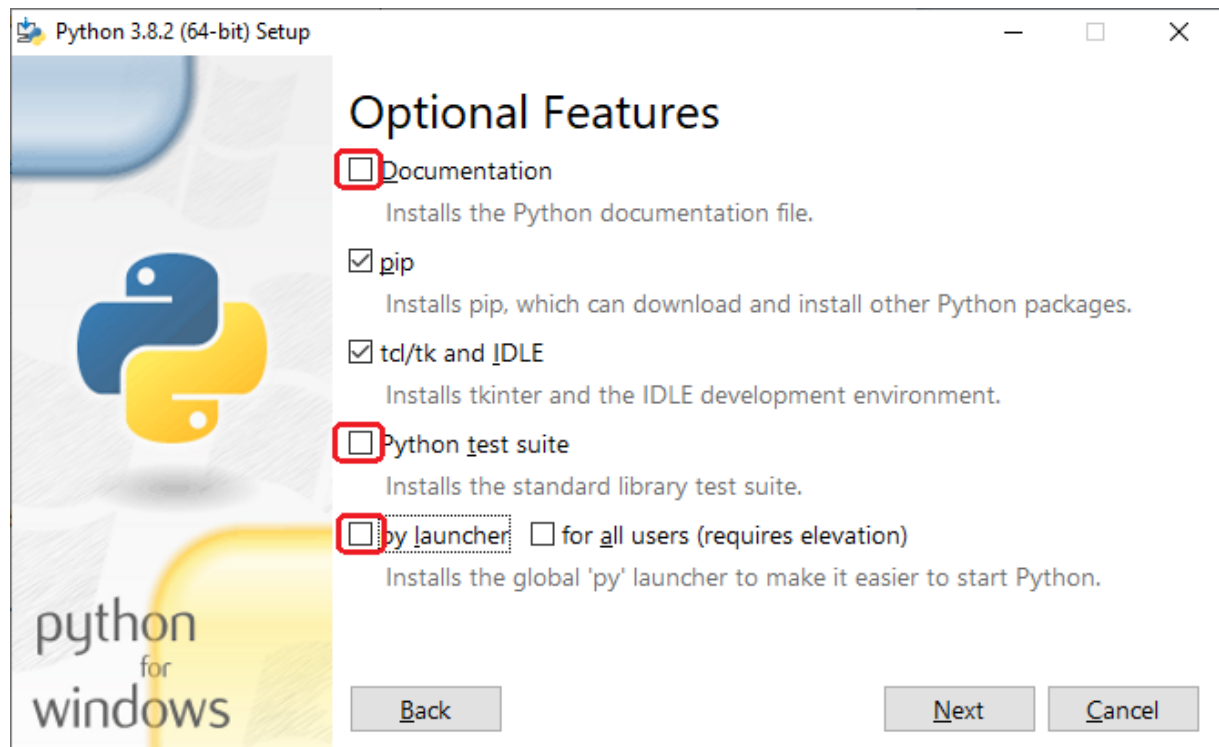 Python 3.8.2 (64-bit) Setup
Optional Features
Documentation
Installs the Python documentation file.
pip
Installs pip, which can download and install other Python packages.
tcl/tk and IDLE
Installs tkinter and the IDLE development environment.
Python test suite
Installs the standard library test suite.
py launcher for all users (requires elevation)
Installs the global 'py' launcher to make it easier to start Python.
python
for
windows
Back Next Cancel